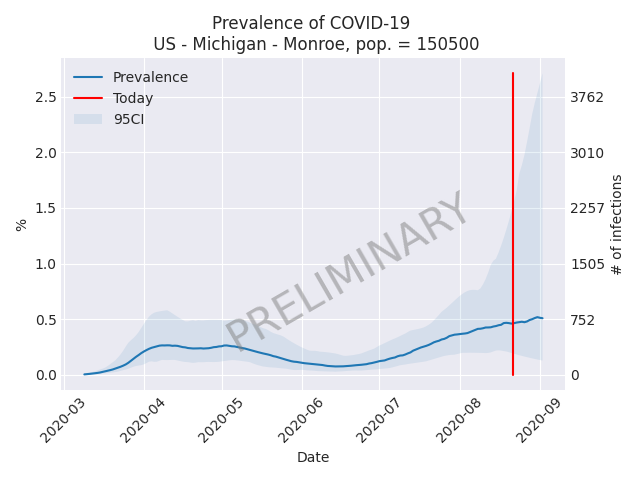 Prevalence of COVID-19
US - Michigan - Monroe, pop. = 150500
Prevalence
Today
95CI
PRELIMINARY
%
2.5
2.0
1.5
1.0
0.5
0.0
3762
3010
2257
1505
752
0
# of infections
2020-03
2020-04
2020-05
2020-06
2020-07
2020-08
2020-09
Date